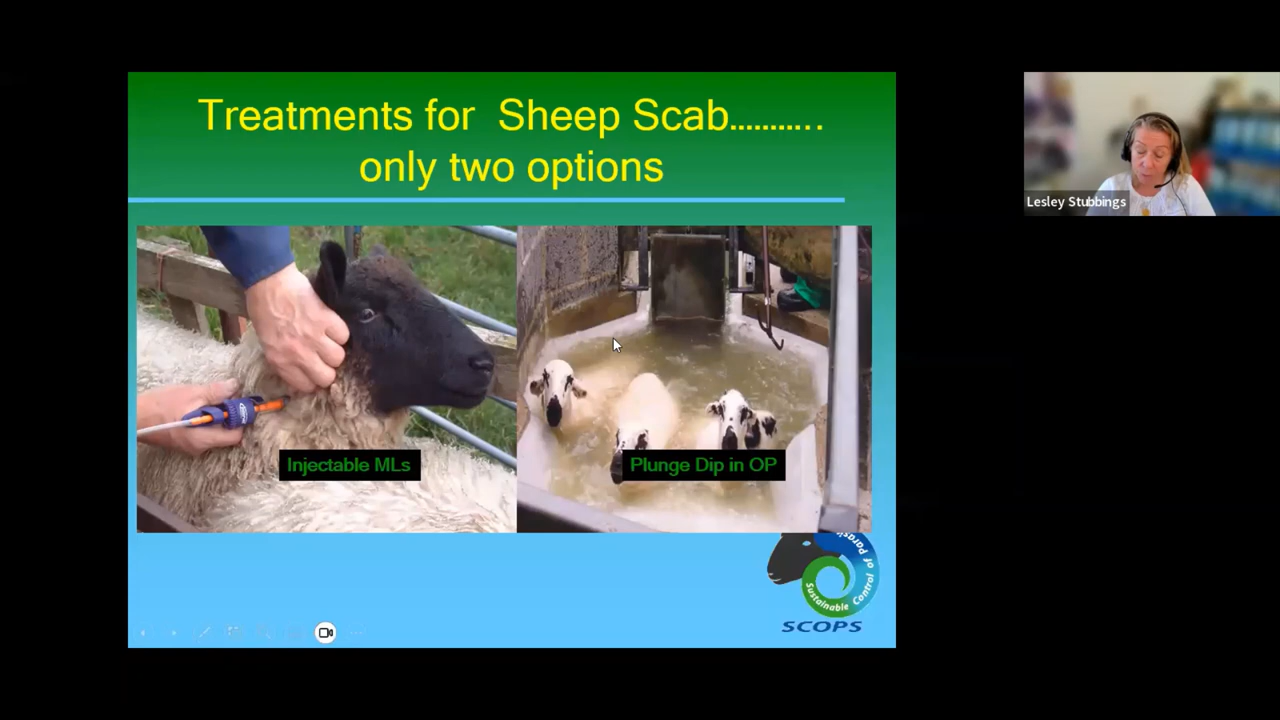 Treatments for Sheep Scab...........
only two options
Lesley Stubbings
Injectable MLs
Plunge Dip in OP
Sustainable Control
of Parasi
SCOPS